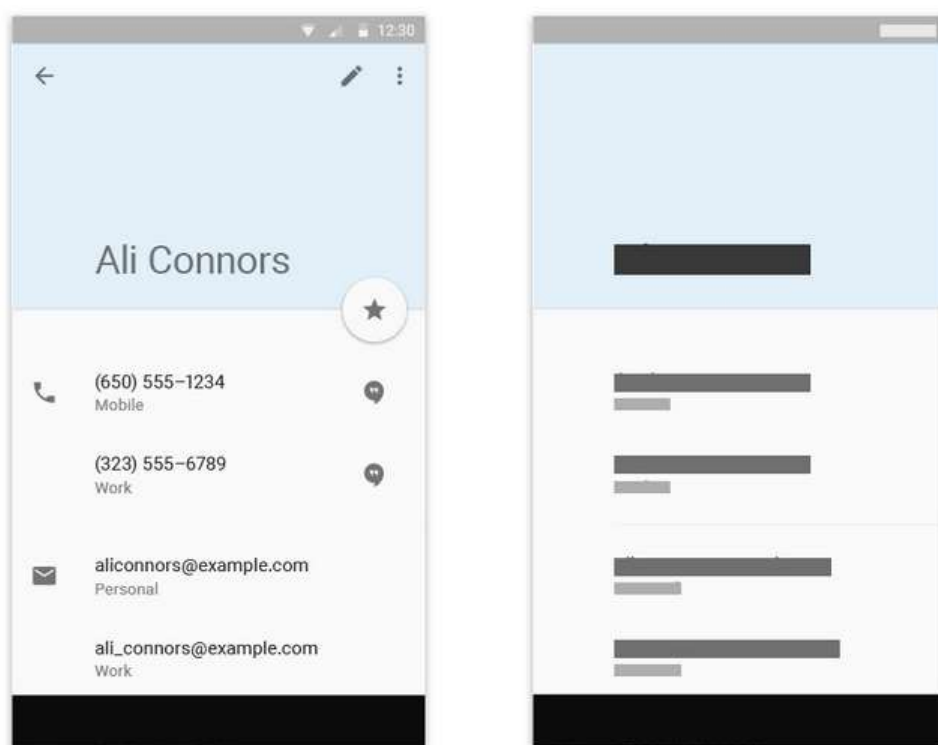 12:30
Ali Connors
(650) 555–1234
Mobile
(323) 555–6789
Work
aliconnors@example.com
Personal
ali_connors@example.com
Work